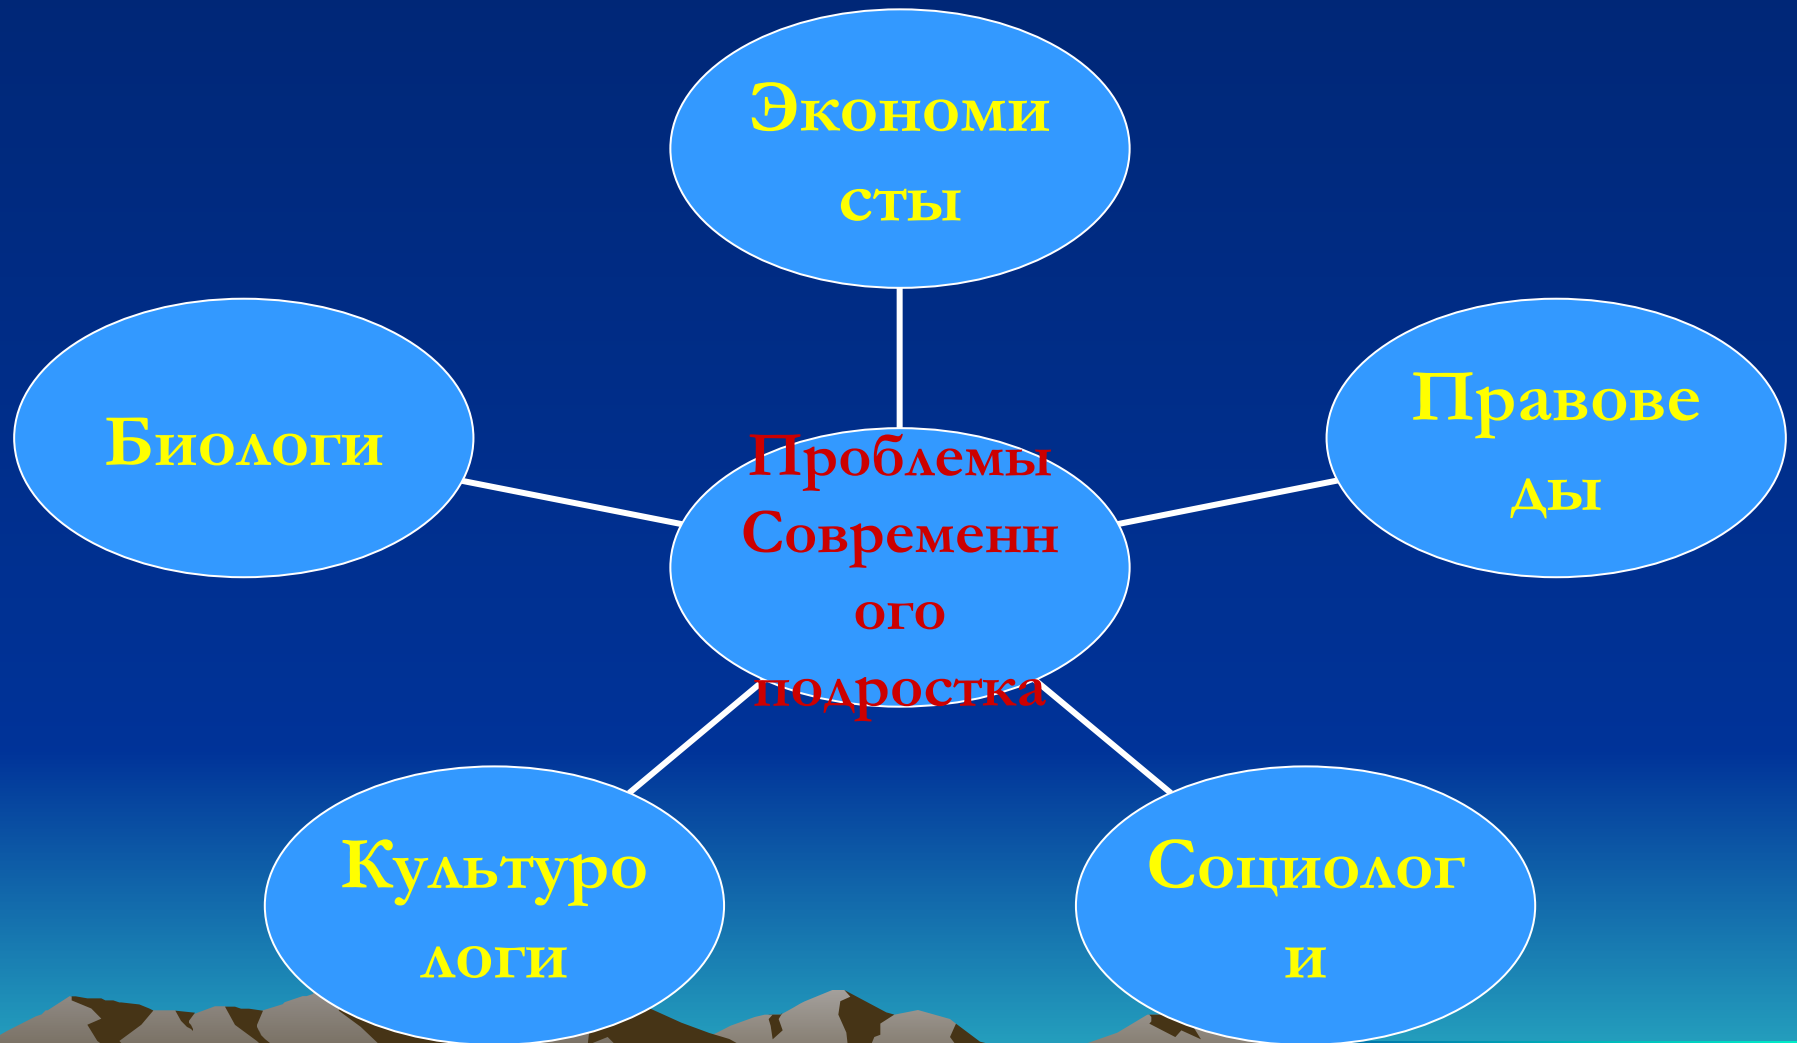 Экономи
сты
Биологи
Правове
ды
Проблемы
Современн
ого
подростка
Культуро
логи
Социолог
и